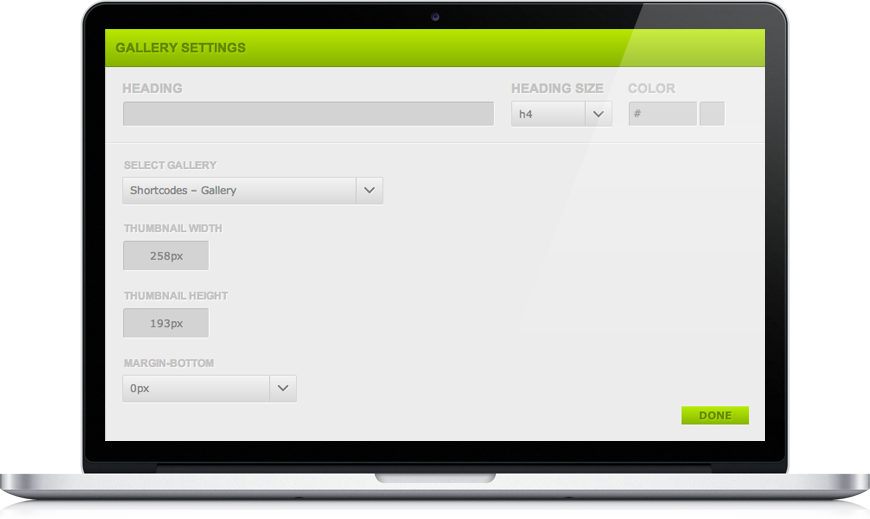 GALLERY SETTINGS
HEADING HEADING SIZE COLOR
h4 #
SELECT GALLERY
Shortcodes – Gallery
THUMBNAIL WIDTH
258px
THUMBNAIL HEIGHT
193px
MARGIN-BOTTOM
0px
DONE